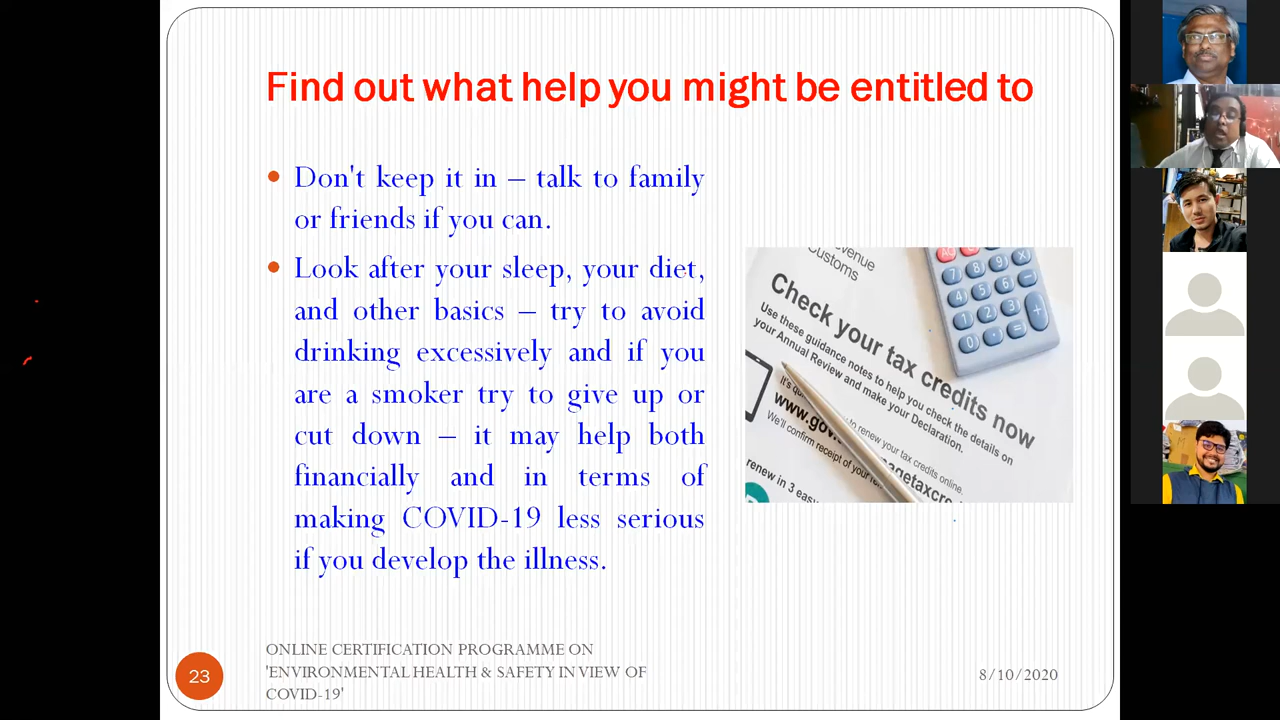 Find out what help you might be entitled to
Don't keep it in – talk to family
or friends if you can.
Look after your sleep, your diet,
and other basics – try to avoid
drinking excessively and if you
are a smoker try to give up or
cut down – it may help both
financially and in terms of
making COVID-19 less serious
if you develop the illness.
Customs
Check your tax credits now
Use these guidance notes to help you check the details on
your Annual Review and make your Declaration.
to renew your tax credits online.
www.gov.
We'll confirm receipt of your
renew in 3
23
ONLINE CERTIFICATION PROGRAMME ON
'ENVIRONMENTAL HEALTH & SAFETY IN VIEW OF
COVID-19'
8/10/2020